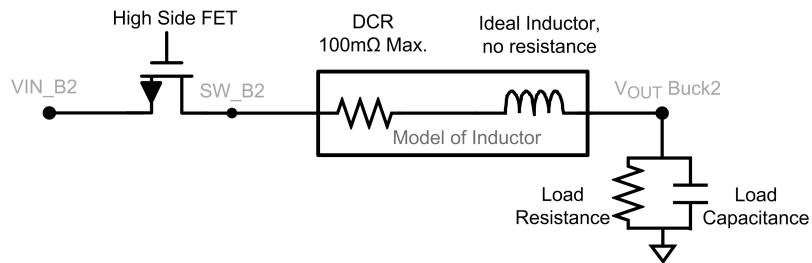 High Side FET
DCR
100mΩ Max.
Ideal Inductor,
no resistance
VIN_B2
SW_B2
VOUT Buck2
Model of Inductor
Load
Resistance
Load
Capacitance